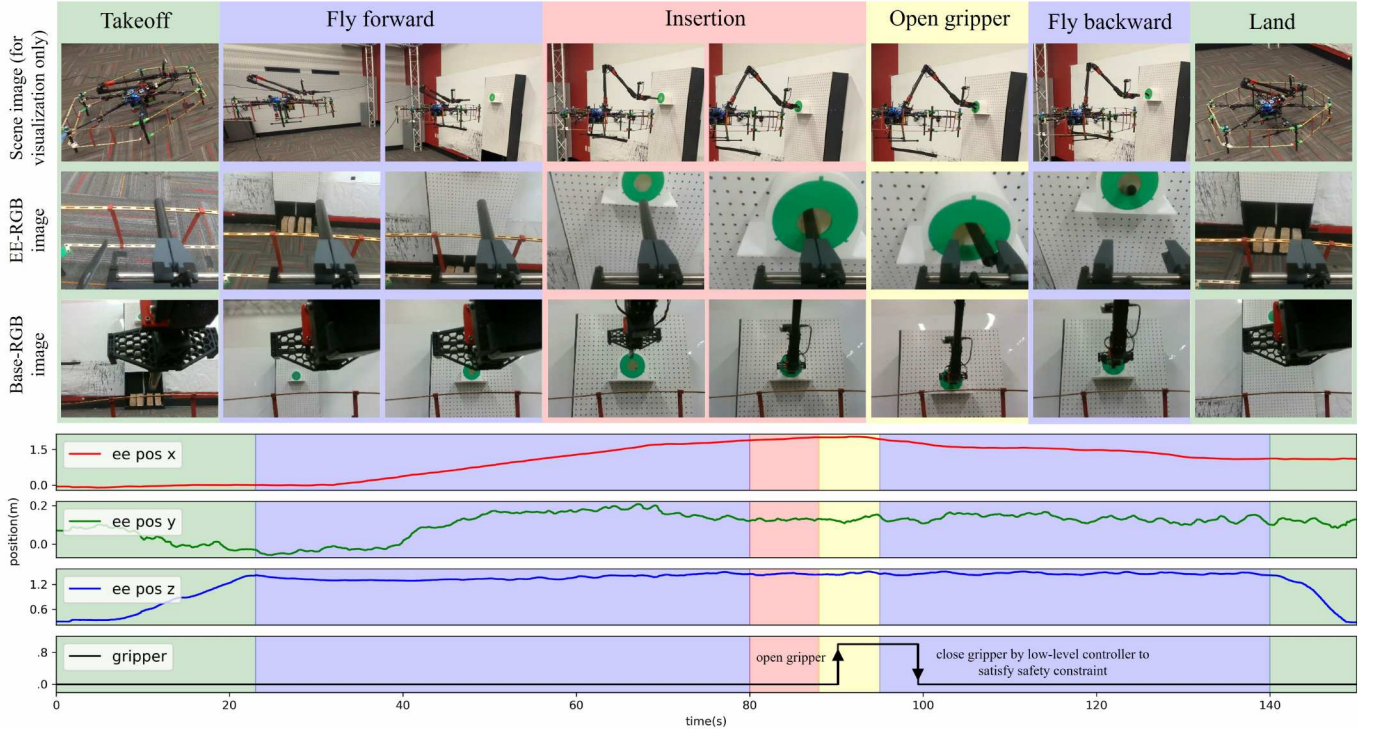 Takeoff
Fly forward
Insertion
Open gripper
Fly backward
Land
Scene image (for
visualization only)
EE-RGB
image
Base-RGB
image
position(m)
1.5
0.0
ee pos x
0.2
0.0
ee pos y
1.2
0.6
ee pos z
.8
.0
gripper
open gripper
close gripper by low-level controller to
satisfy safety constraint
0
20
40
60
80
100
120
140
time(s)